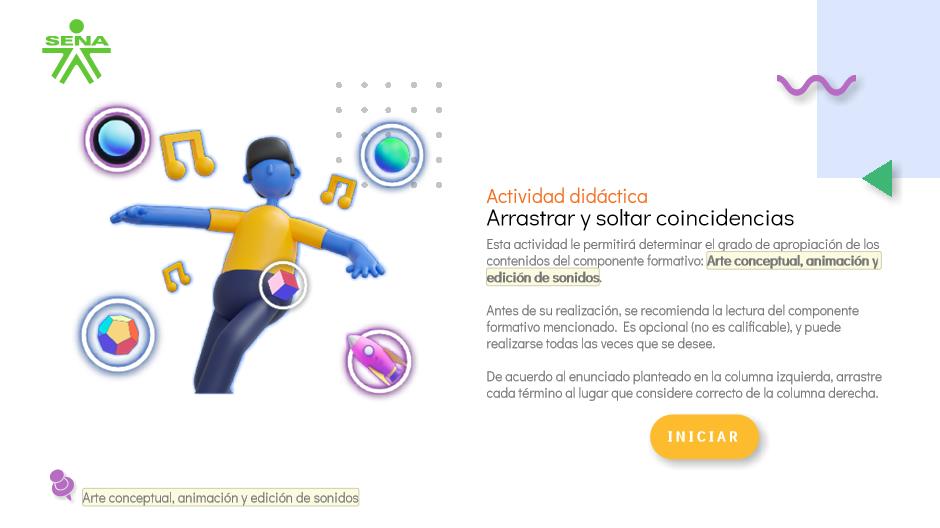 SENA
Actividad didáctica
Arrastrar y soltar coincidencias
Esta actividad le permitirá determinar el grado de apropiación de los
contenidos del componente formativo: Arte conceptual, animación y
edición de sonidos.
Antes de su realización, se recomienda la lectura del componente
formativo mencionado. Es opcional (no es calificable), y puede
realizarse todas las veces que se desee.
De acuerdo al enunciado planteado en la columna izquierda, arrastre
cada término al lugar que considere correcto de la columna derecha.
INICIAR
Arte conceptual, animación y edición de sonidos